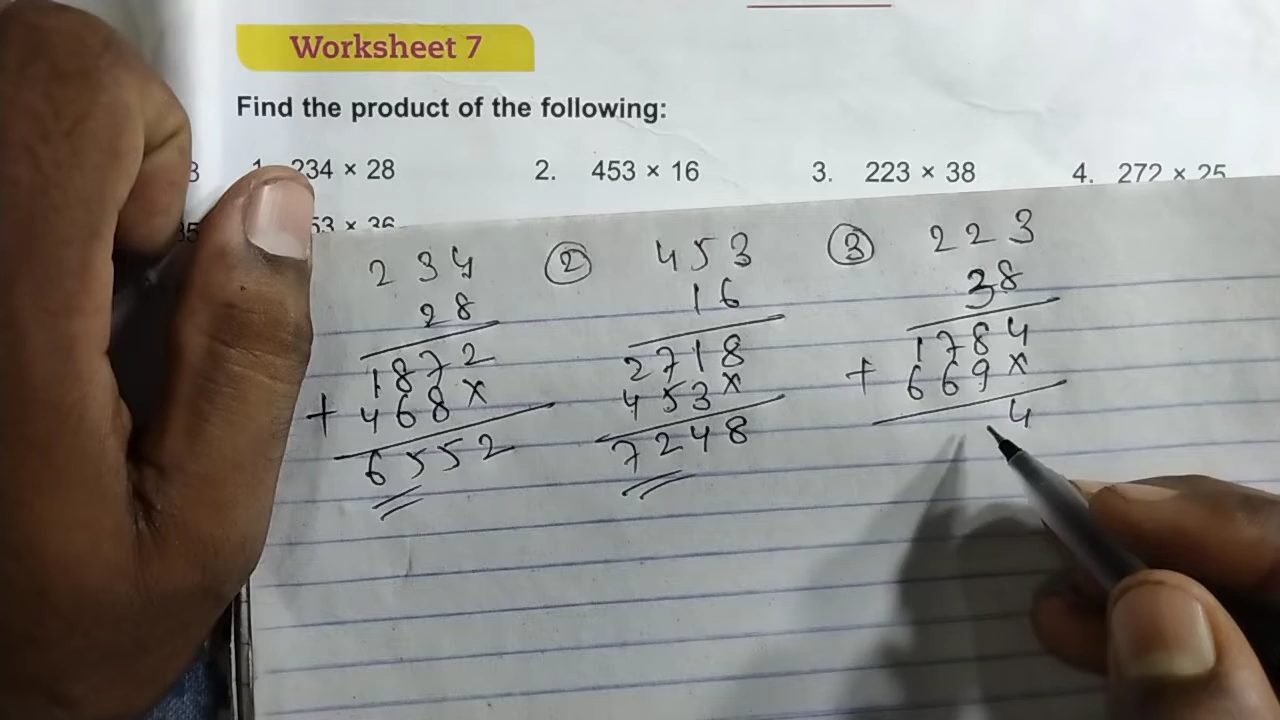 Worksheet 7
Find the product of the following:
234 × 28
2. 453 × 16
3. 223 × 38
4. 272 × 25
53 × 36
2 3 4
2 8
1 8 7 2
+ 4 6 8 x
6 5 5 2
② 4 5 3
1 6
2 7 1 8
4 5 3 x
7 2 4 8
③ 2 2 3
3 8
1 7 8 4
+ 6 6 9 x
4